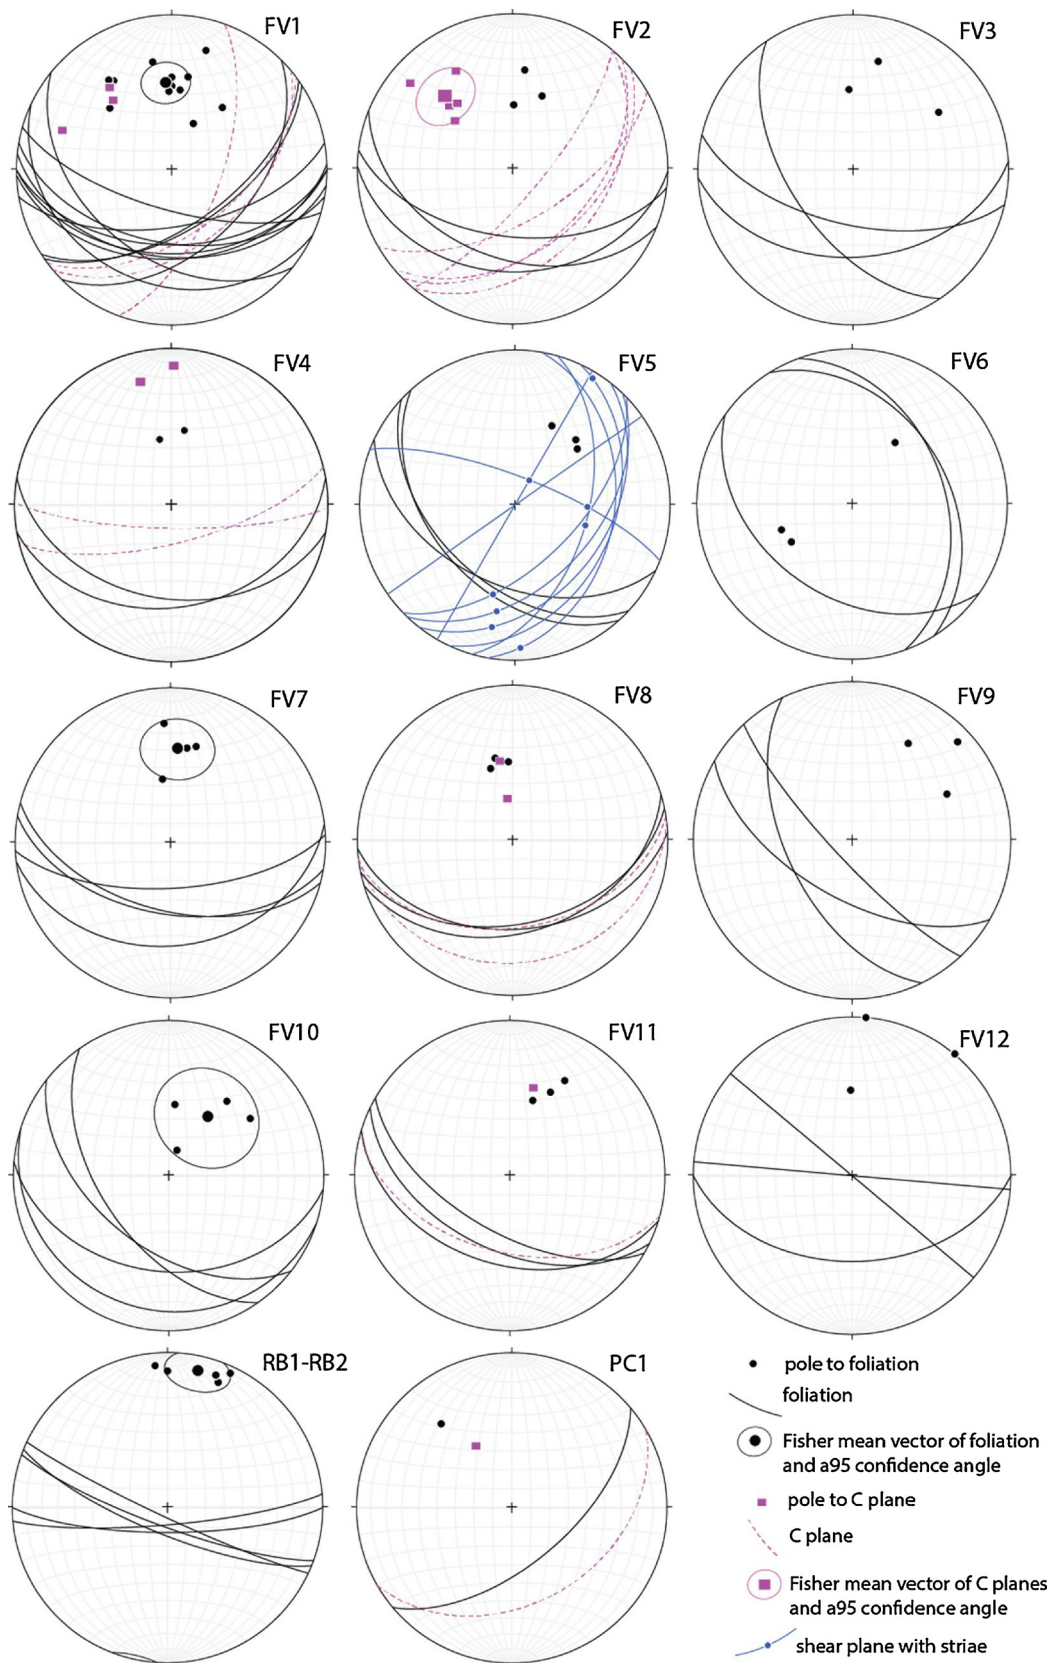 FV1
FV2
FV3
FV4
FV5
FV6
FV7
FV8
FV9
FV10
FV11
FV12
RB1-RB2
PC1
pole to foliation
foliation
Fisher mean vector of foliation
and a95 confidence angle
pole to C plane
C plane
Fisher mean vector of C planes
and a95 confidence angle
shear plane with striae